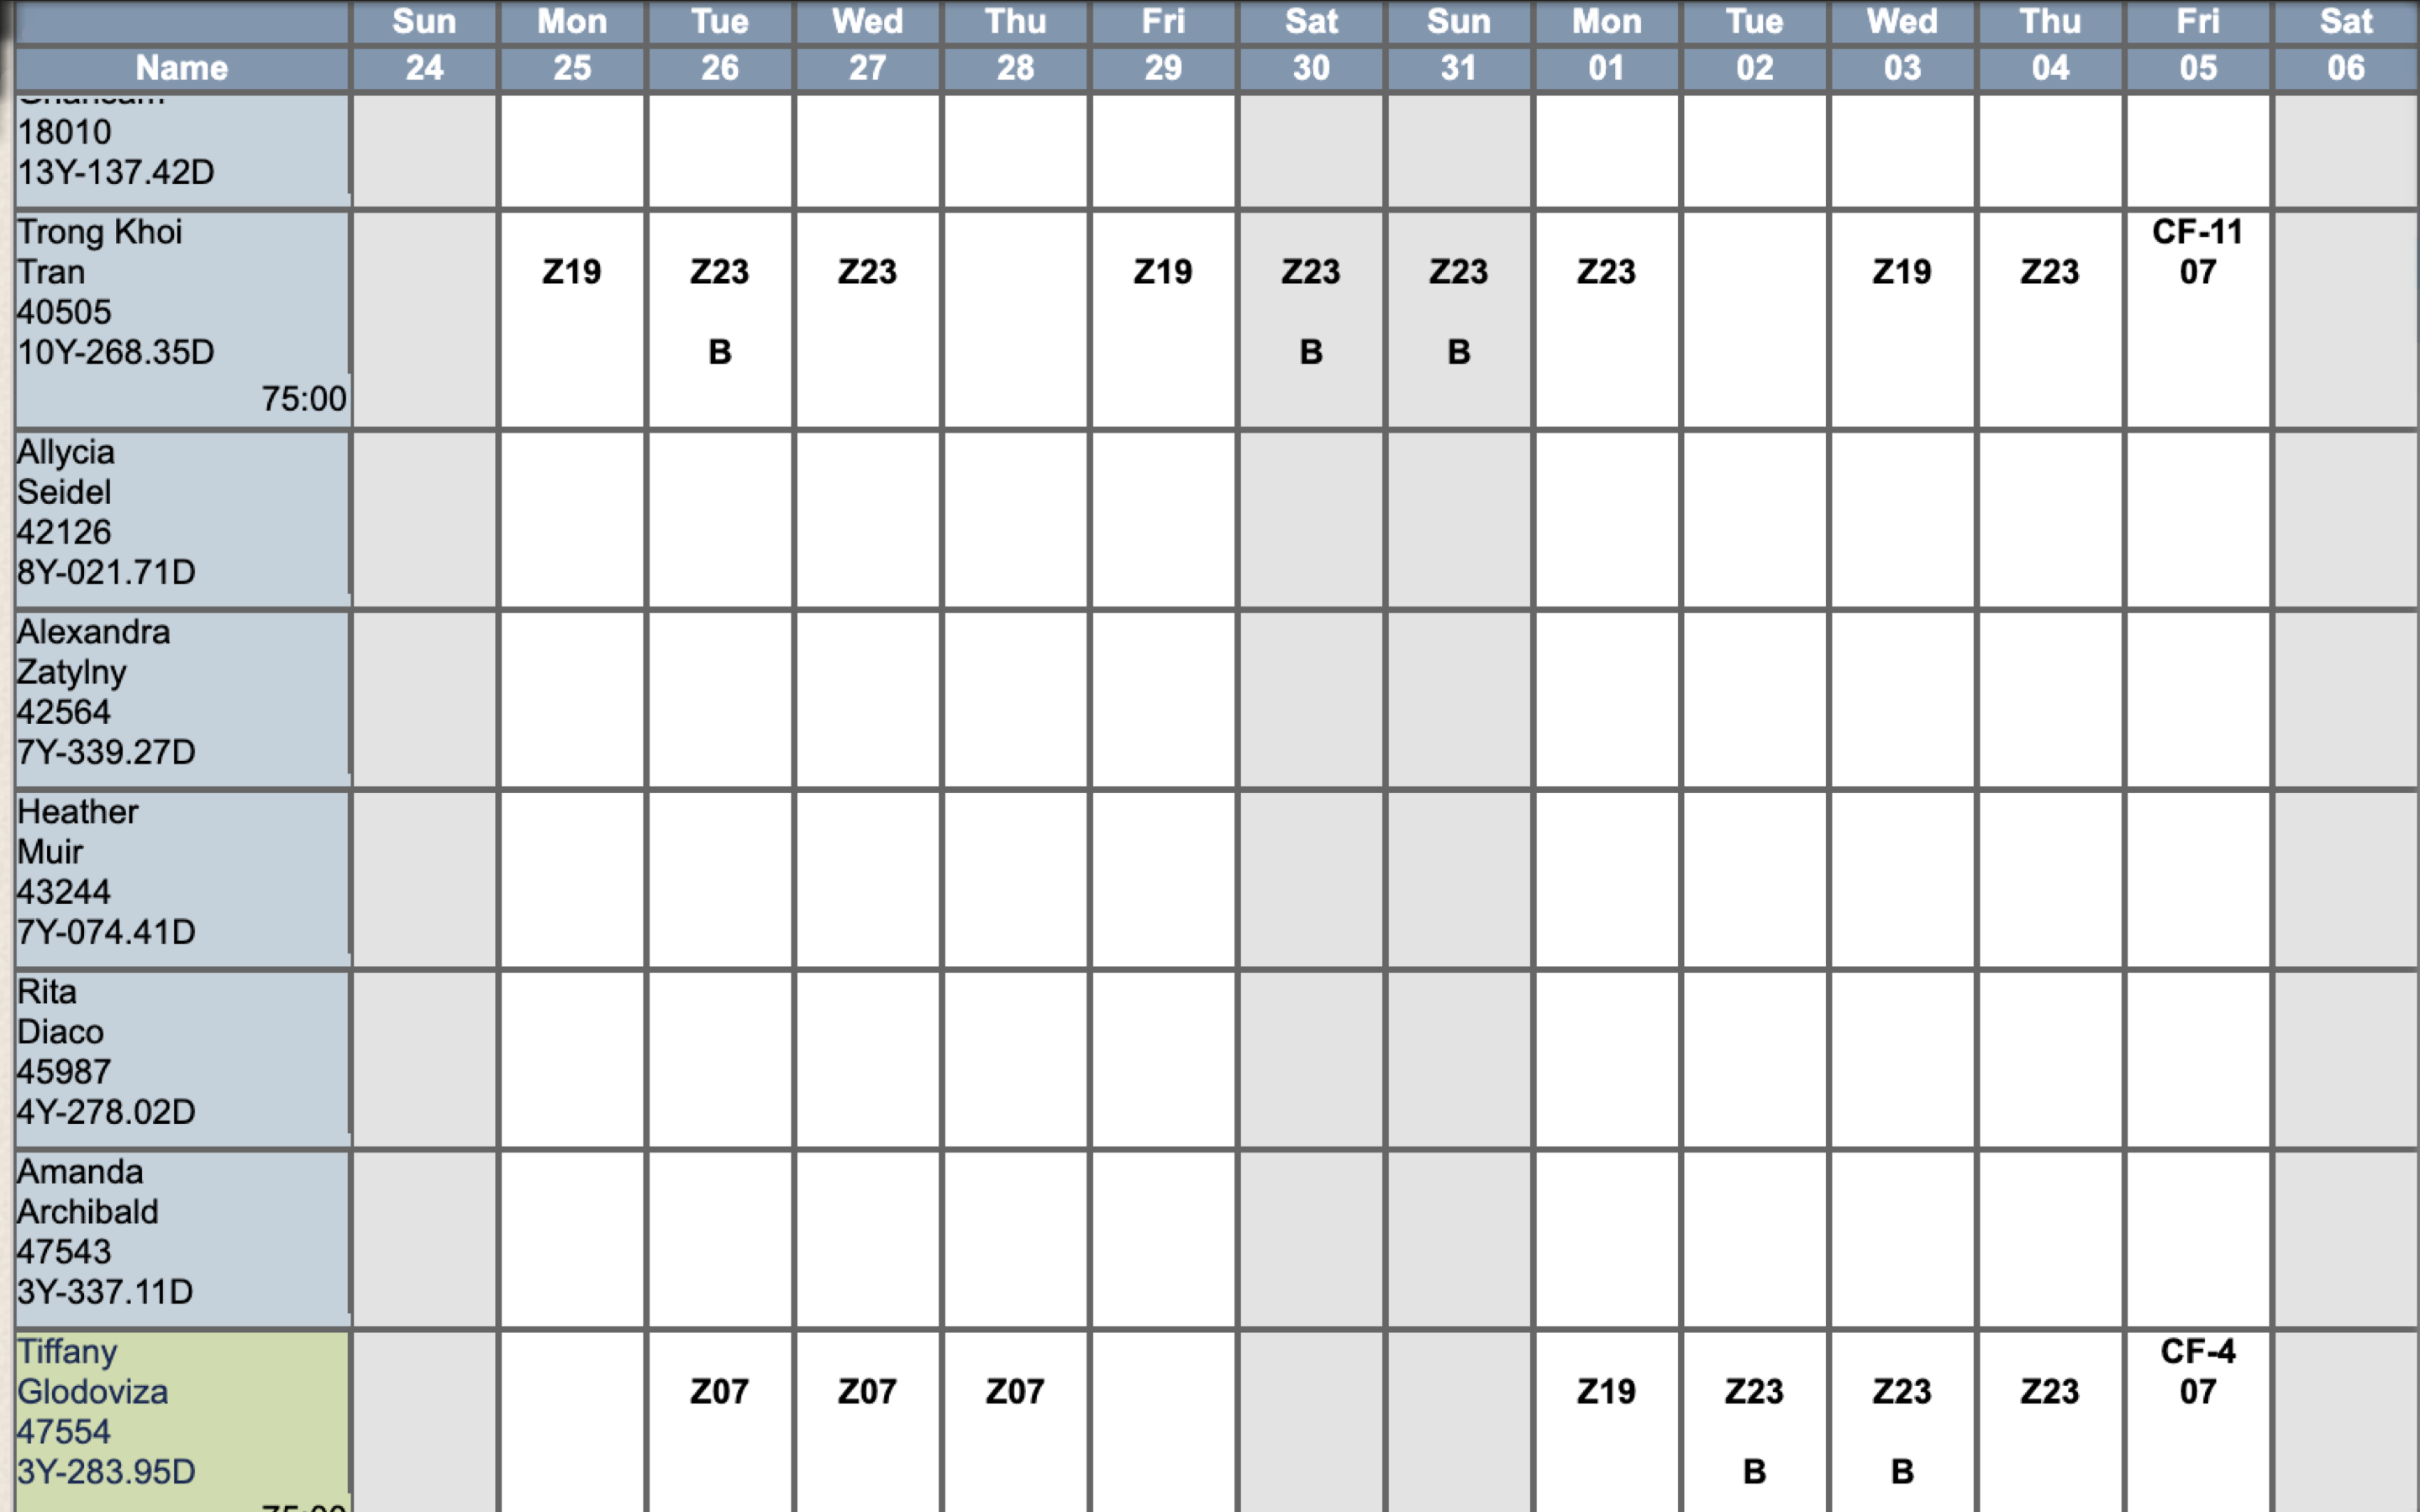 Sun Mon Tue Wed Thu Fri Sat Sun Mon Tue Wed Thu Fri Sat
Name 24 25 26 27 28 29 30 31 01 02 03 04 05 06
18010
13Y-137.42D
Trong Khoi CF-11
Tran Z19 Z23 Z23 Z19 Z23 Z23 Z23 Z19 Z23 07
40505
10Y-268.35D B B B
75:00
Allycia
Seidel
42126
8Y-021.71D
Alexandra
Zatylny
42564
7Y-339.27D
Heather
Muir
43244
7Y-074.41D
Rita
Diaco
45987
4Y-278.02D
Amanda
Archibald
47543
3Y-337.11D
Tiffany CF-4
Glodoviza Z07 Z07 Z07 Z19 Z23 Z23 Z23 07
47554
3Y-283.95D B B